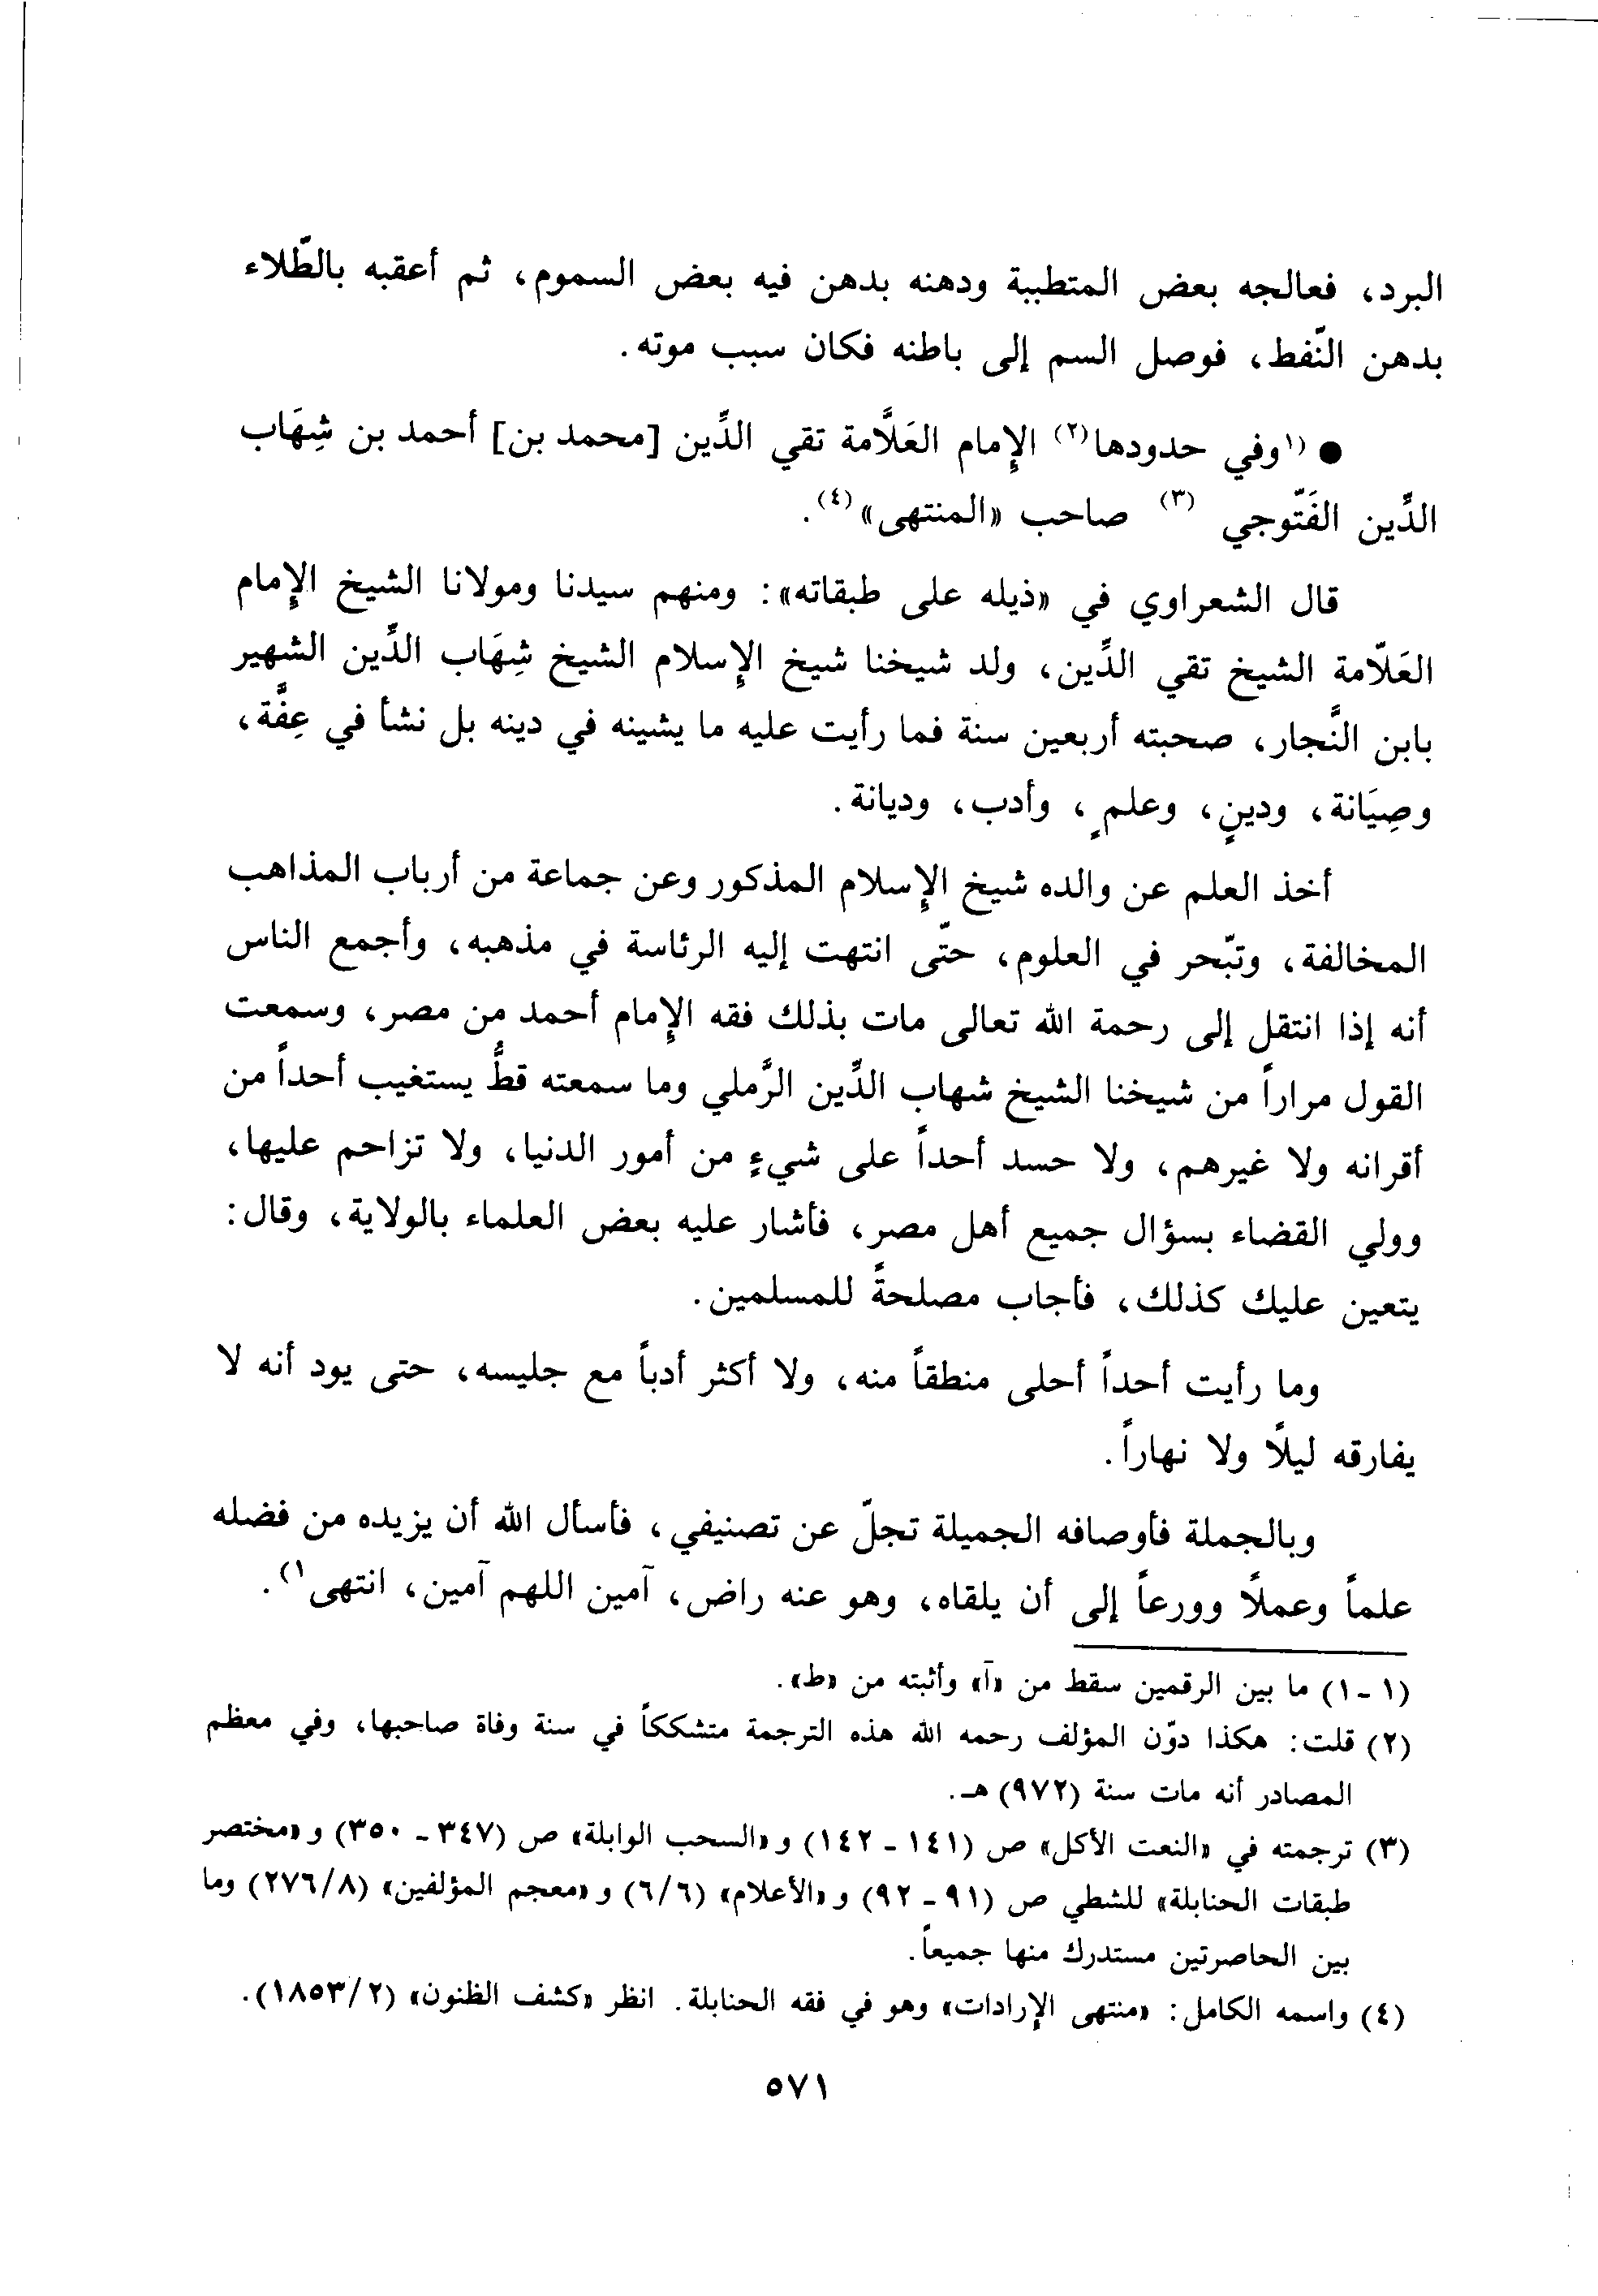 البرد، فعالجه بعض المتطببة ودهنه بدهن فيه بعض السموم، ثم أعقبه بالطّلاء
بدهن النّفط، فوصل السم إلى باطنه فكان سبب موته.
● (١وفي حدودها(٢) الإمام العَلاَّمة تقي الدِّين [محمد بن] أحمد بن شِهَاب
الدِّين الفَتّوجي (٣) صاحب «المنتهى»(٤).
قال الشعراوي في «ذيله على طبقاته»: ومنهم سيدنا ومولانا الشيخ الإمام
العَلّامة الشيخ تقي الدِّين، ولد شيخنا شيخ الإسلام الشيخ شِهَاب الدِّين الشهير
بابن النَّجار، صحبته أربعين سنة فما رأيت عليه ما يشينه في دينه بل نشأ في عِفَّة،
وصِيَانة، ودينٍ، وعلمٍ، وأدب، وديانة.
أخذ العلم عن والده شيخ الإسلام المذكور وعن جماعة من أرباب المذاهب
المخالفة، وتبّحر في العلوم، حتّى انتهت إليه الرئاسة في مذهبه، وأجمع الناس
أنه إذا انتقل إلى رحمة الله تعالى مات بذلك فقه الإمام أحمد من مصر، وسمعت
القول مراراً من شيخنا الشيخ شهاب الدِّين الرَّملي وما سمعته قطُّ يستغيب أحداً من
أقرانه ولا غيرهم، ولا حسد أحداً على شيءٍ من أمور الدنيا، ولا تزاحم عليها،
وولي القضاء بسؤال جميع أهل مصر، فأشار عليه بعض العلماء بالولاية، وقال:
يتعين عليك كذلك، فأجاب مصلحةً للمسلمين.
وما رأيت أحداً أحلى منطقاً منه، ولا أكثر أدباً مع جليسه، حتى يود أنه لا
يفارقه ليلًا ولا نهاراً.
وبالجملة فأوصافه الجميلة تجلّ عن تصنيفي، فأسأل الله أن يزيده من فضله
علماً وعملًا وورعاً إلى أن يلقاه، وهو عنه راض، آمين اللهم آمين، انتهى١).
(١ - ١) ما بين الرقمين سقط من «آ» وأثبته من «ط».
(٢) قلت: هكذا دوّن المؤلف رحمه الله هذه الترجمة متشككاً في سنة وفاة صاحبها، وفي معظم
المصادر أنه مات سنة (٩٧٢) هـ.
(٣) ترجمته في «النعت الأكل» ص (١٤١ - ١٤٢) و «السحب الوابلة» ص (٣٤٧ - ٣٥٠) و «مختصر
طبقات الحنابلة» للشطي ص (٩١ - ٩٢) و «الأعلام» (٦/٦) و «معجم المؤلفين» (٢٧٦/٨) وما
بين الحاصرتين مستدرك منها جميعاً.
(٤) واسمه الكامل: «منتهى الإرادات» وهو في فقه الحنابلة. انظر «كشف الظنون» (١٨٥٣/٢).
٥٧١